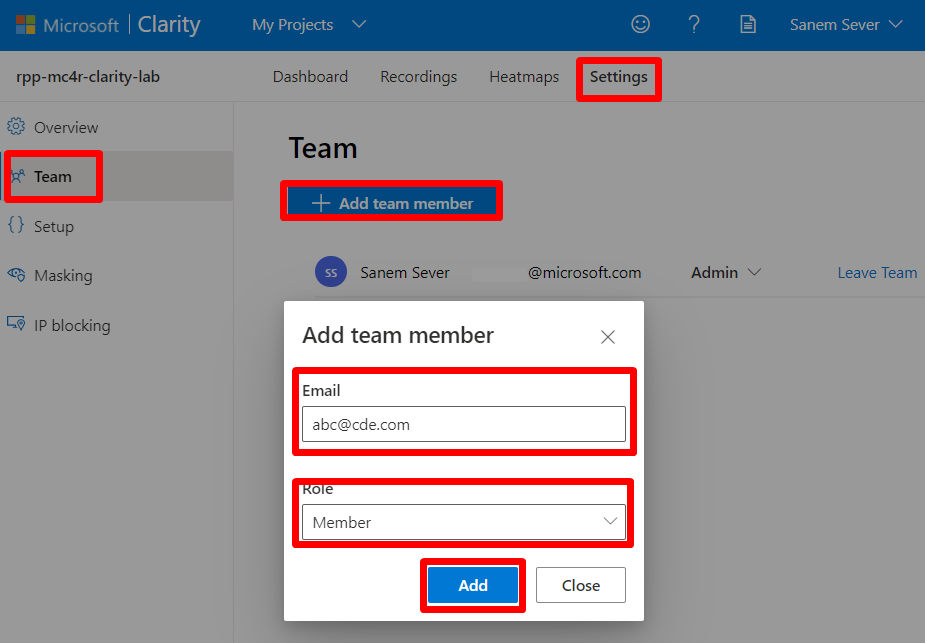 Microsoft | Clarity My Projects Sanem Sever
rpp-mc4r-clarity-lab Dashboard Recordings Heatmaps Settings
Overview
Team
Setup
Masking
IP blocking
Team
+ Add team member
SS Sanem Sever @microsoft.com Admin Leave Team
Add team member
Email
abc@cde.com
Role
Member
Add Close